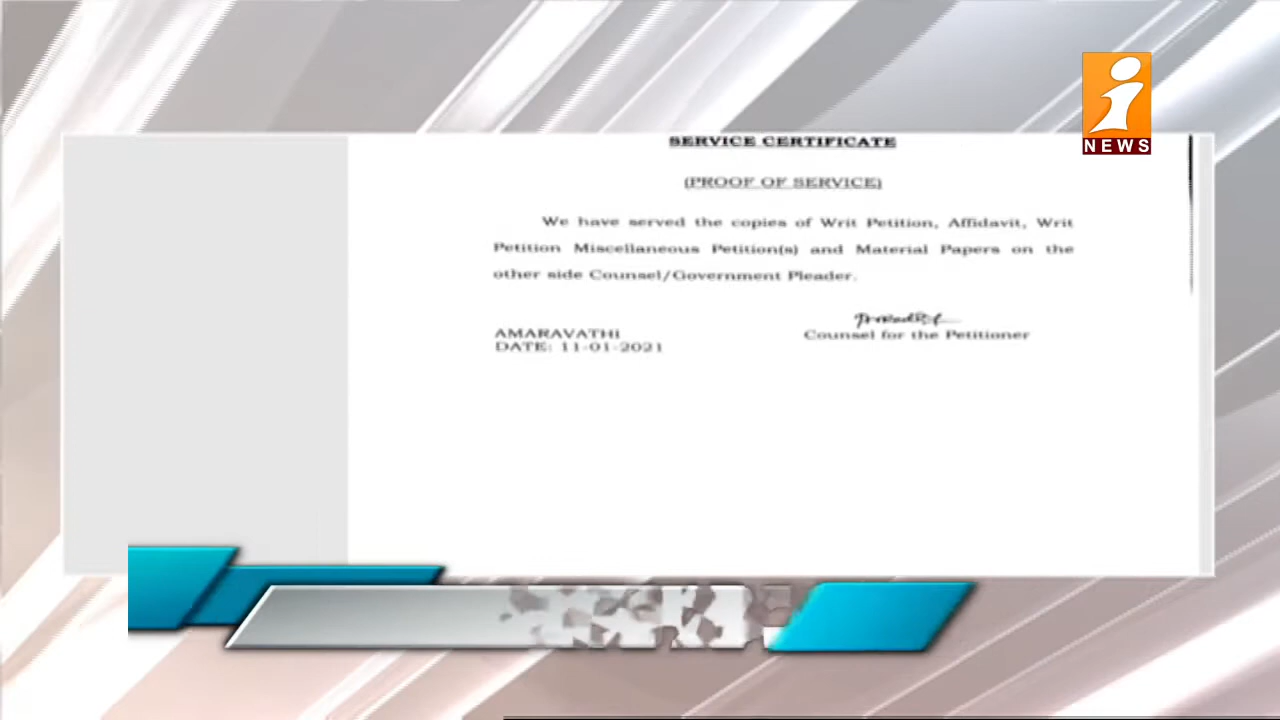 i
NEWS
SERVICE CERTIFICATE
(PROOF OF SERVICE)
We have served the copies of Writ Petition, Affidavit, Writ
Petition Miscellaneous Petition(s) and Material Papers on the
other side Counsel/Government Pleader.
AMARAVATHI
Counsel for the Petitioner
DATE: 11-01-2021